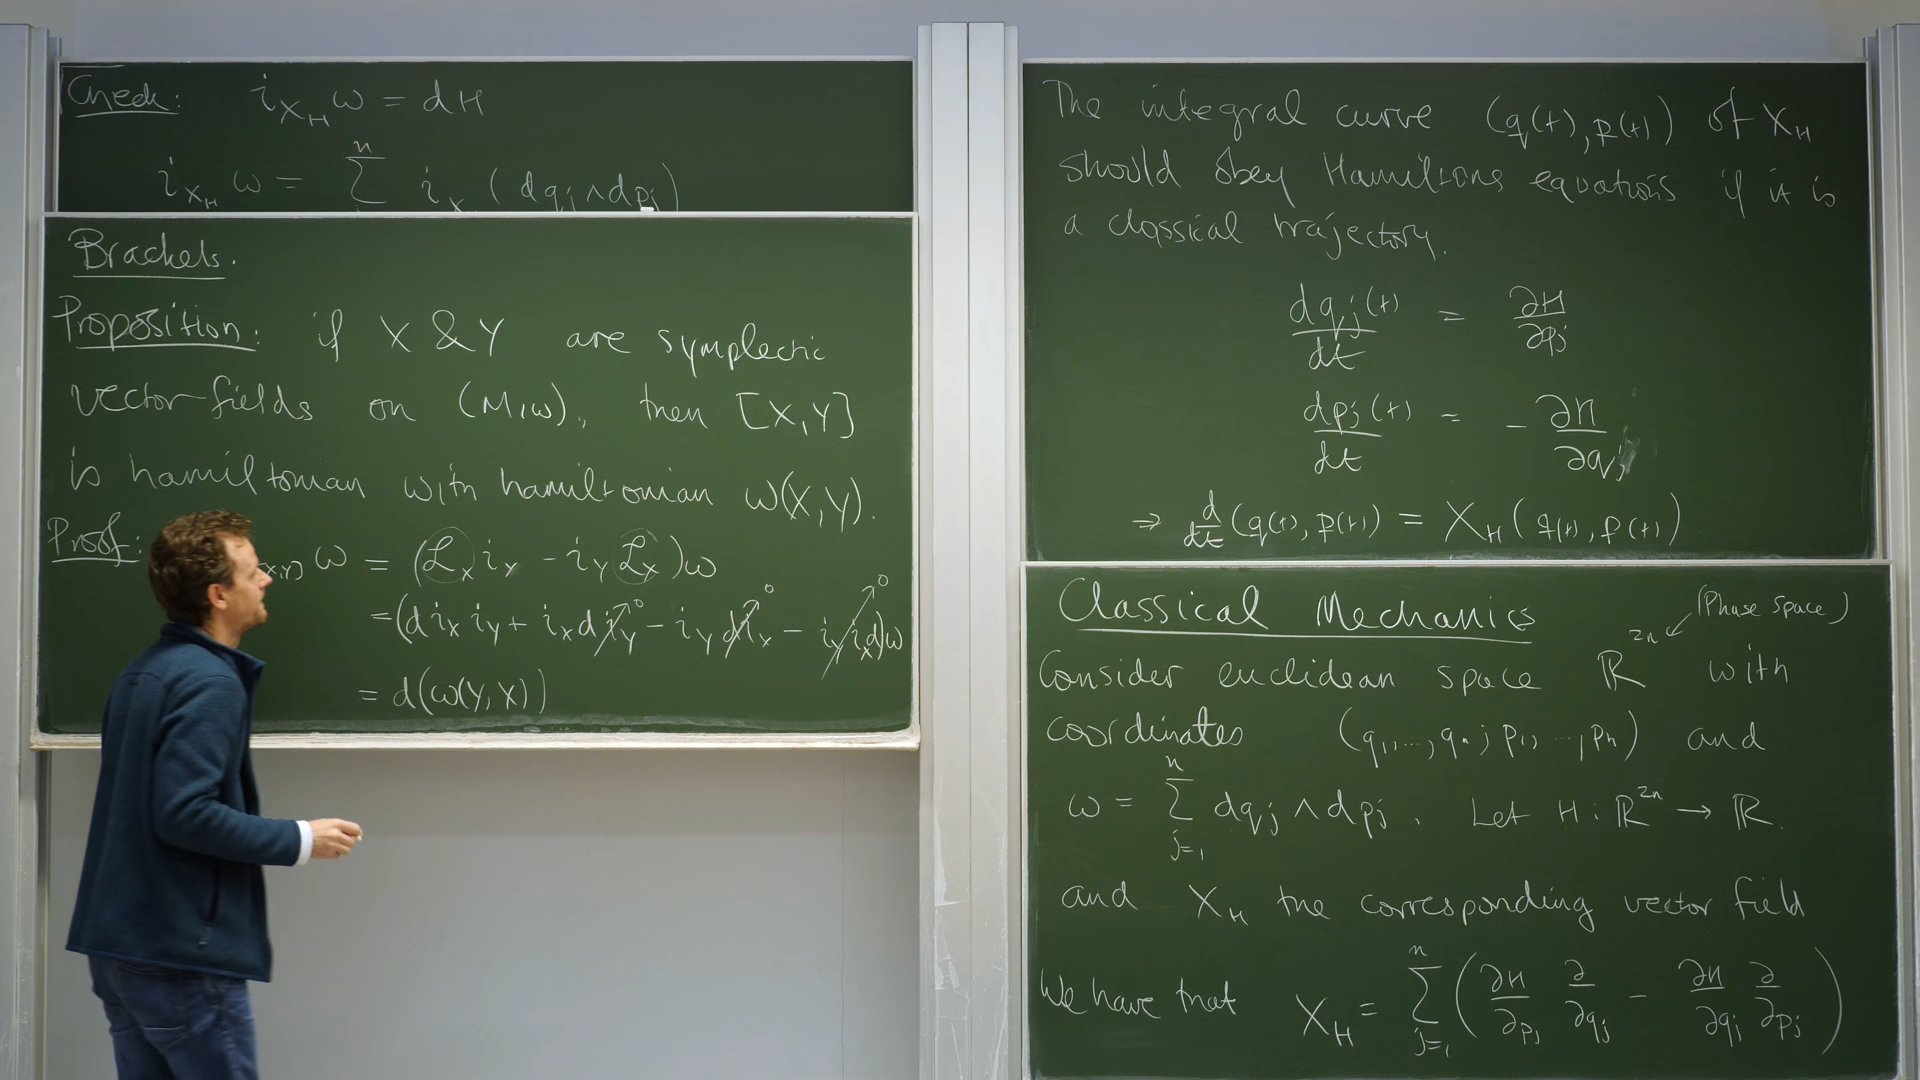 Check: i_{X_H} ω = dH
i_{X_H} ω = ∑^n i_X (dq_j ∧ dp_j)
Brackets.
Proposition: if X & Y are symplectic
vector-fields on (M,ω), then [X,Y]
is hamiltonian with hamiltonian ω(X,Y).
Proof: X,Y] ω = (ℒ_X i_Y - i_Y ℒ_X)ω
= (d i_X i_Y + i_X d i_Y→0 - i_Y d i_X→0 - i_Y i_X d→0)ω
= d(ω(Y,X))
The integral curve (q(t), p(t)) of X_H
should obey Hamiltons equations if it is
a classical trajectory.
dq_j(t)/dt = ∂H/∂p_j
dp_j(t)/dt = -∂H/∂q_j
⇒ d/dt (q(t), p(t)) = X_H (q(t), p(t))
Classical Mechanics (Phase Space)
Consider euclidean space ℝ^{2n} with
coordinates (q_1,...,q_n; p_1,...,p_n) and
ω = ∑_{j=1}^n dq_j ∧ dp_j. Let H: ℝ^{2n} → ℝ.
and X_H the corresponding vector field
We have that X_H = ∑_{j=1}^n (∂H/∂p_j ∂/∂q_j - ∂H/∂q_j ∂/∂p_j)